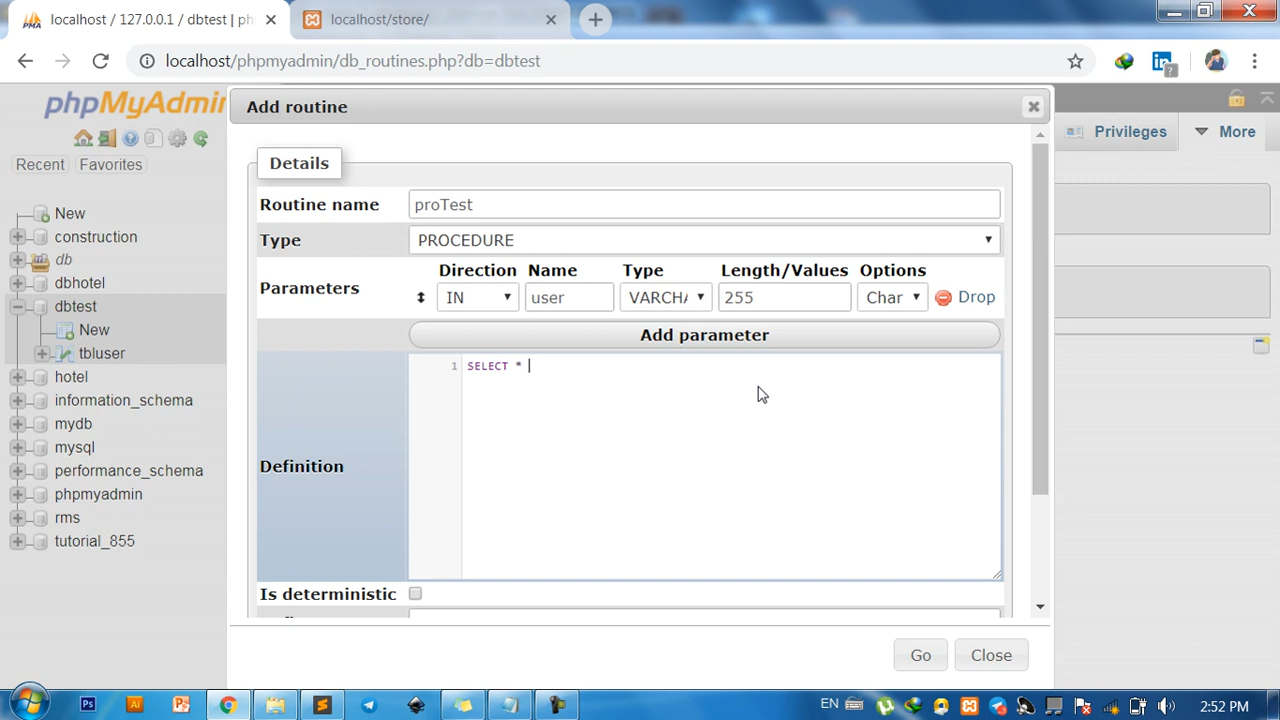 localhost / 127.0.0.1 / dbtest | ph
localhost/store/
localhost/phpmyadmin/db_routines.php?db=dbtest
phpMyAdmin
Recent
Favorites
New
construction
db
dbhotel
dbtest
New
tbluser
hotel
information_schema
mydb
mysql
performance_schema
phpmyadmin
rms
tutorial_855
Privileges
More
Add routine
Details
Routine name
proTest
Type
PROCEDURE
Parameters
Direction Name Type Length/Values Options
IN user VARCHA 255 Char Drop
Add parameter
Definition
1 SELECT *
Is deterministic
Go
Close
Ps
Ai
EN
2:52 PM